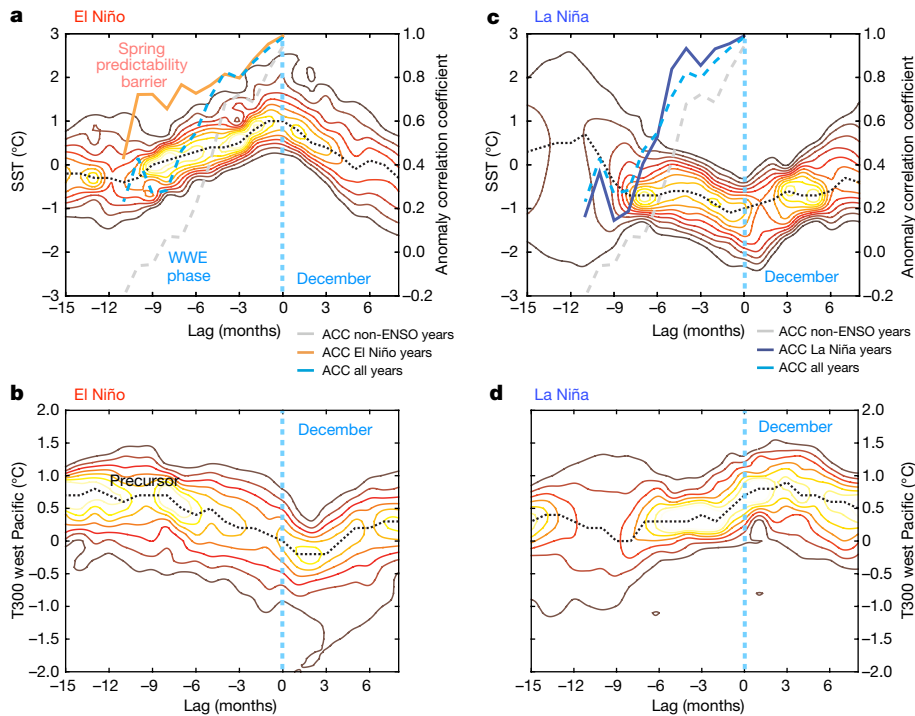 a El Niño
3
2
1
0
−1
−2
−3
SST (°C)
1.0
0.8
0.6
0.4
0.2
0.0
−0.2
Anomaly correlation coefficient
Spring
predictability
barrier
WWE
phase
December
−15 −12 −9 −6 −3 0 3 6
Lag (months)
ACC non-ENSO years
ACC El Niño years
ACC all years
c La Niña
3
2
1
0
−1
−2
−3
SST (°C)
1.0
0.8
0.6
0.4
0.2
0.0
−0.2
Anomaly correlation coefficient
December
−15 −12 −9 −6 −3 0 3 6
Lag (months)
ACC non-ENSO years
ACC La Niña years
ACC all years
b El Niño
2.0
1.5
1.0
0.5
0
−0.5
−1.0
−1.5
−2.0
T300 west Pacific (°C)
December
Precursor
−15 −12 −9 −6 −3 0 3 6
Lag (months)
d La Niña
December
2.0
1.5
1.0
0.5
0
−0.5
−1.0
−1.5
−2.0
T300 west Pacific (°C)
−15 −12 −9 −6 −3 0 3 6
Lag (months)